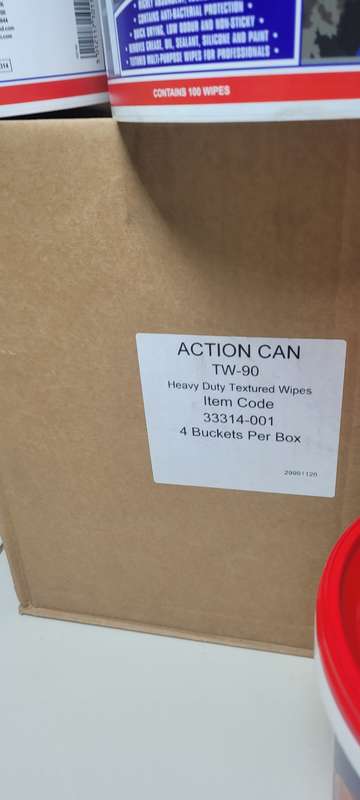 • CONTAINS ANTI-BACTERIAL PROTECTION •
• QUICK DRYING, LOW ODOUR AND NON-STICKY •
• REMOVES GREASE, OIL, SEALANT, SILICONE AND PAINT •
MULTI-PURPOSE WIPES FOR PROFESSIONALS •
CONTAINS 100 WIPES
ACTION CAN
TW-90
Heavy Duty Textured Wipes
Item Code
33314-001
4 Buckets Per Box